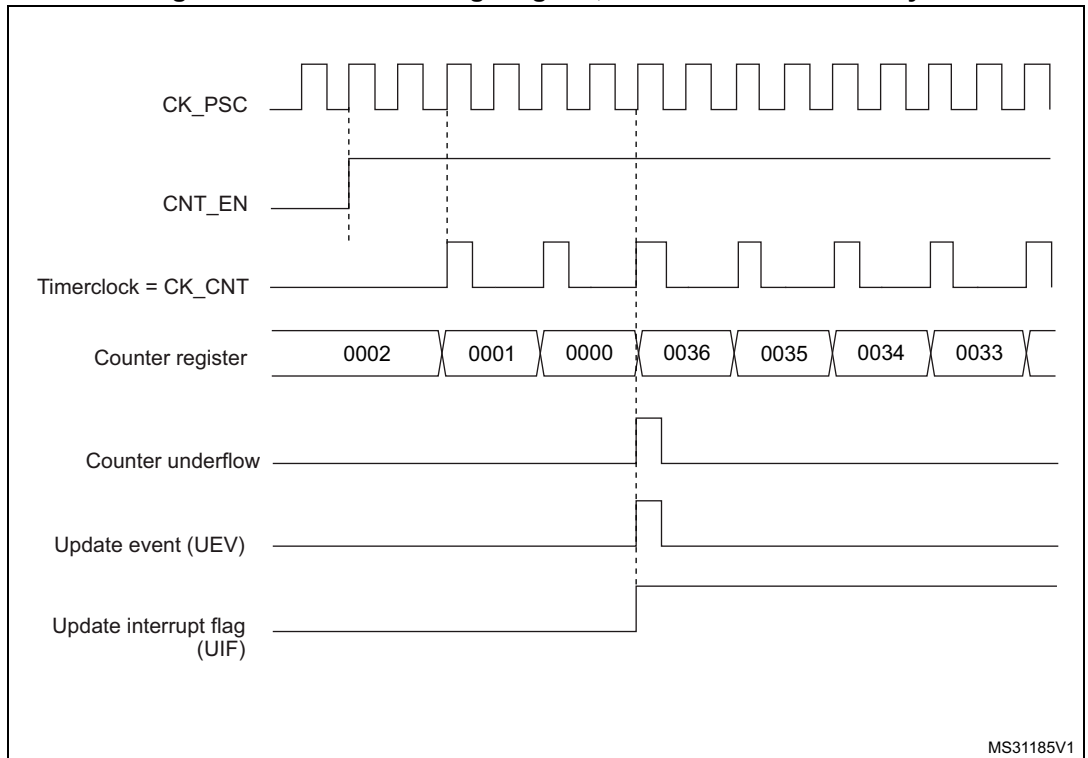 CK_PSC
CNT_EN
Timerclock = CK_CNT
Counter register
0002 0001 0000 0036 0035 0034 0033
Counter underflow
Update event (UEV)
Update interrupt flag
(UIF)
MS31185V1